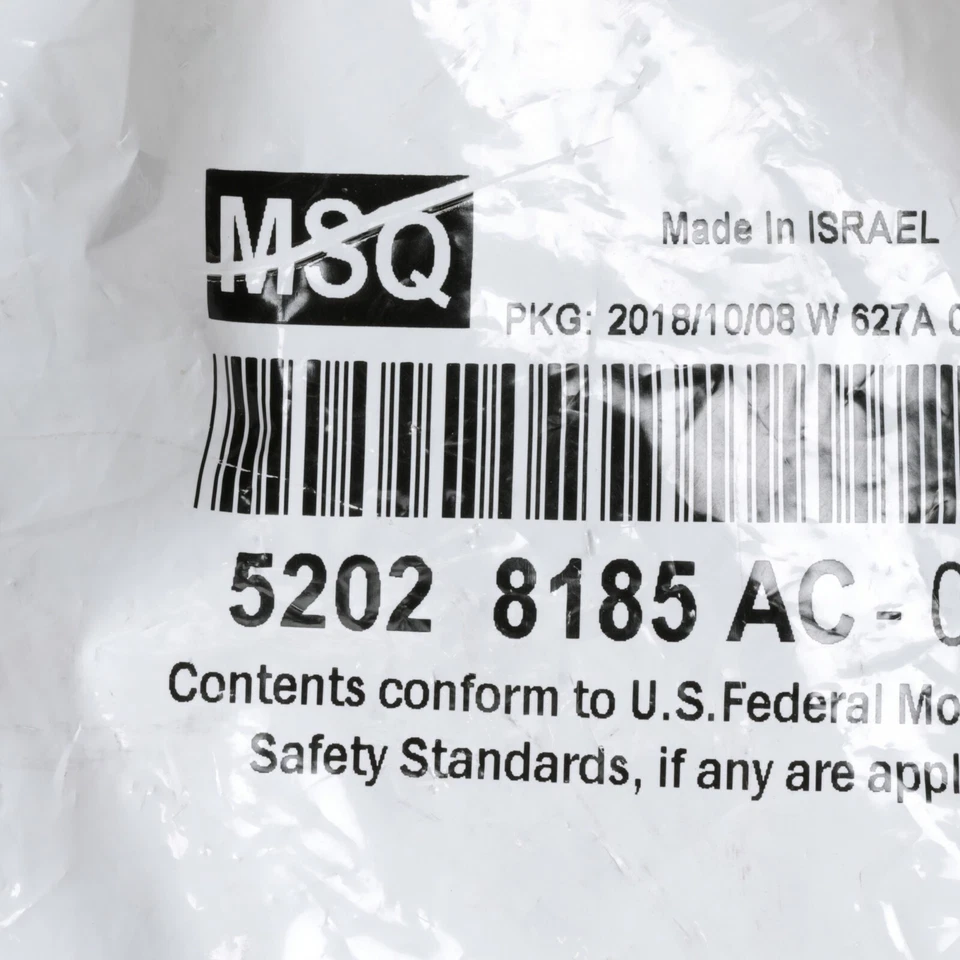 MSQ
Made In ISRAEL
PKG: 2018/10/08 W 627A
5202 8185 AC -
Contents conform to U.S.Federal
Safety Standards, if any are